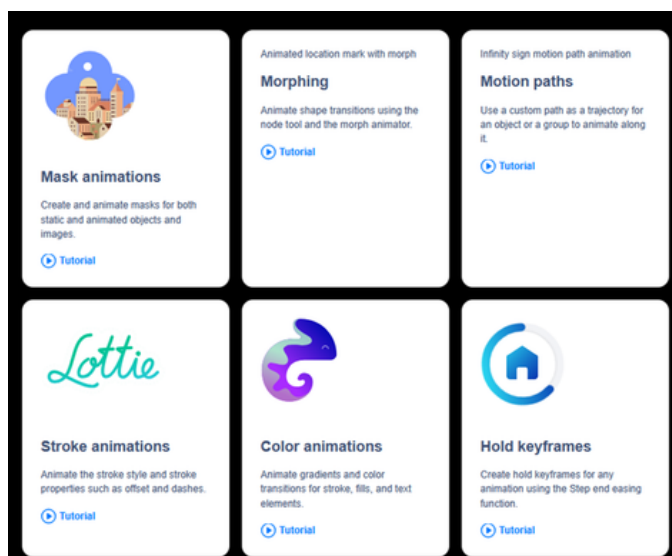 Mask animations
Create and animate masks for both
static and animated objects and
images.
Tutorial
Animated location mark with morph
Morphing
Animate shape transitions using the
node tool and the morph animator.
Tutorial
Infinity sign motion path animation
Motion paths
Use a custom path as a trajectory for
an object or a group to animate along
it.
Tutorial
Lottie
Stroke animations
Animate the stroke style and stroke
properties such as offset and dashes.
Tutorial
Color animations
Animate gradients and color
transitions for stroke, fills, and text
elements.
Tutorial
Hold keyframes
Create hold keyframes for any
animation using the Step end easing
function.
Tutorial